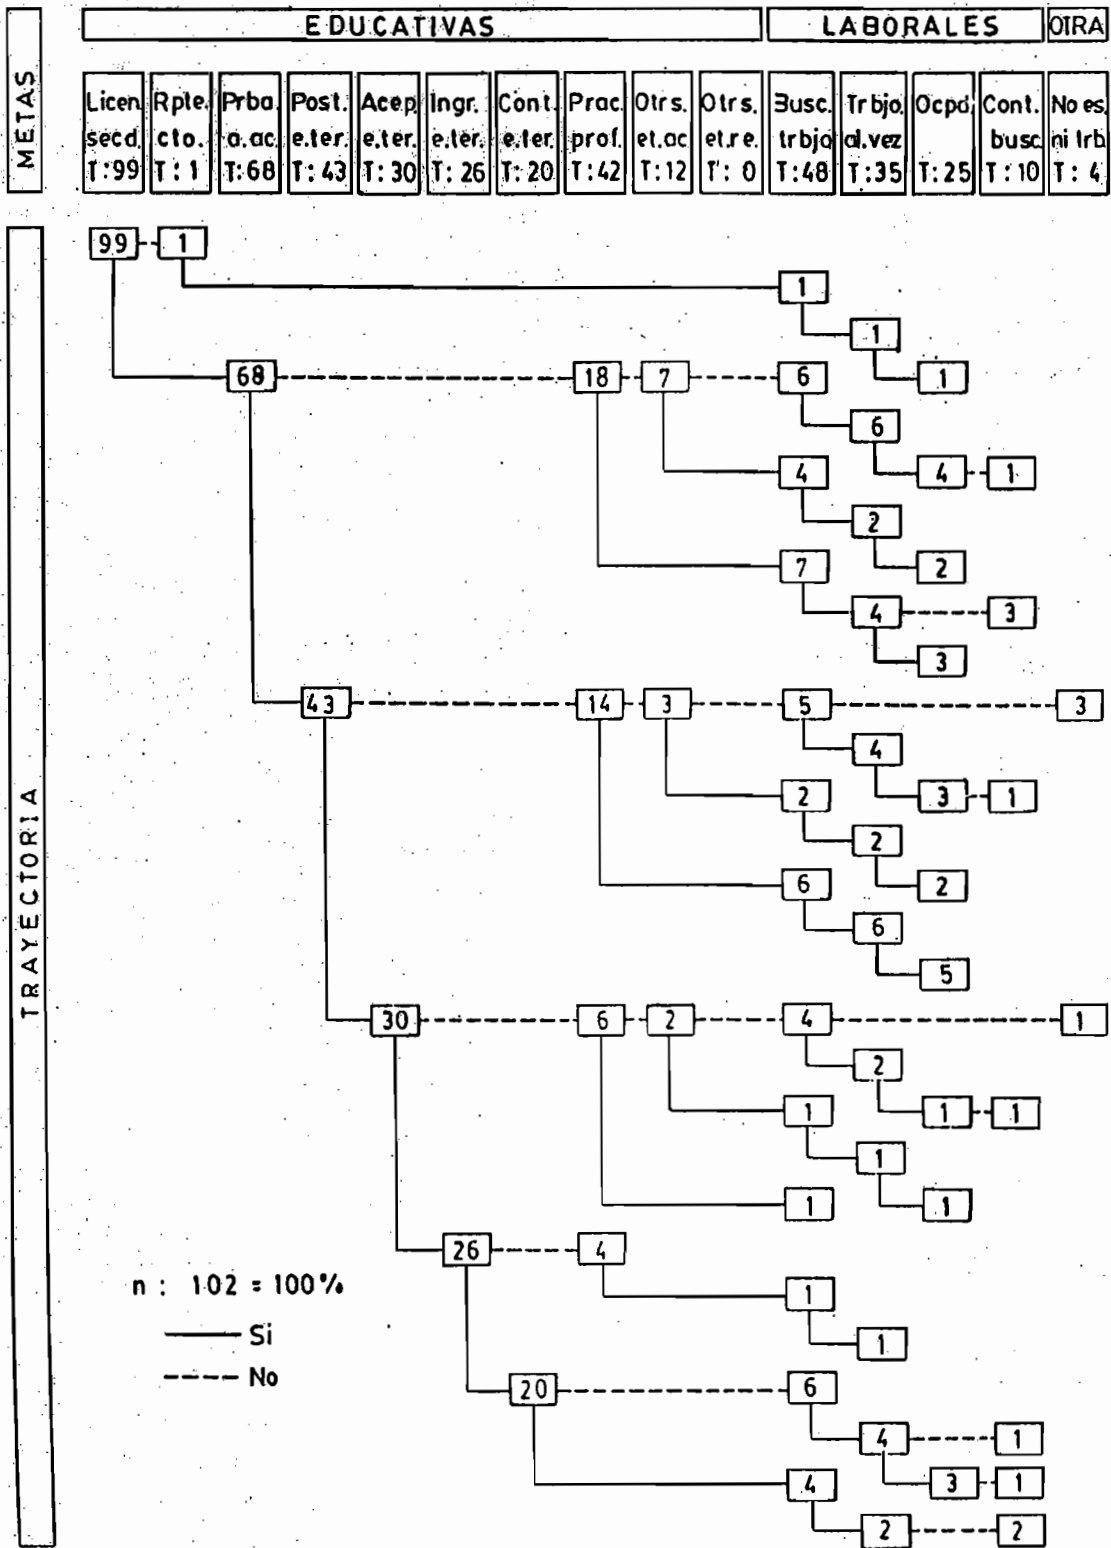 EDUCATIVAS LABORALES OTRA
METAS
Licen. Rpte. Prba. Post. Acep. Ingr. Cont. Prac. Otrs. Otrs. Busc. Trbjo. Ocpd. Cont. No es.
secd. cto. a.ac. e.ter. e.ter. e.ter. e.ter. prof. et.ac et.re. trbjo al.vez busc ni trb
T:99 T:1 T:68 T:43 T:30 T:26 T:20 T:42 T:12 T:0 T:48 T:35 T:25 T:10 T:4
TRAYECTORIA
99 1
1
1
68 18 7 6 1
6
4 4 1
2
7 2
4 3
3
43 14 3 5 3
4
2 3 1
2
6 2
6
5
30 6 2 4 1
2
1 1 1
1
1 1
26 4
n : 102 = 100%
1
Si
1
No
20 6
4 1
4 3 1
2 2